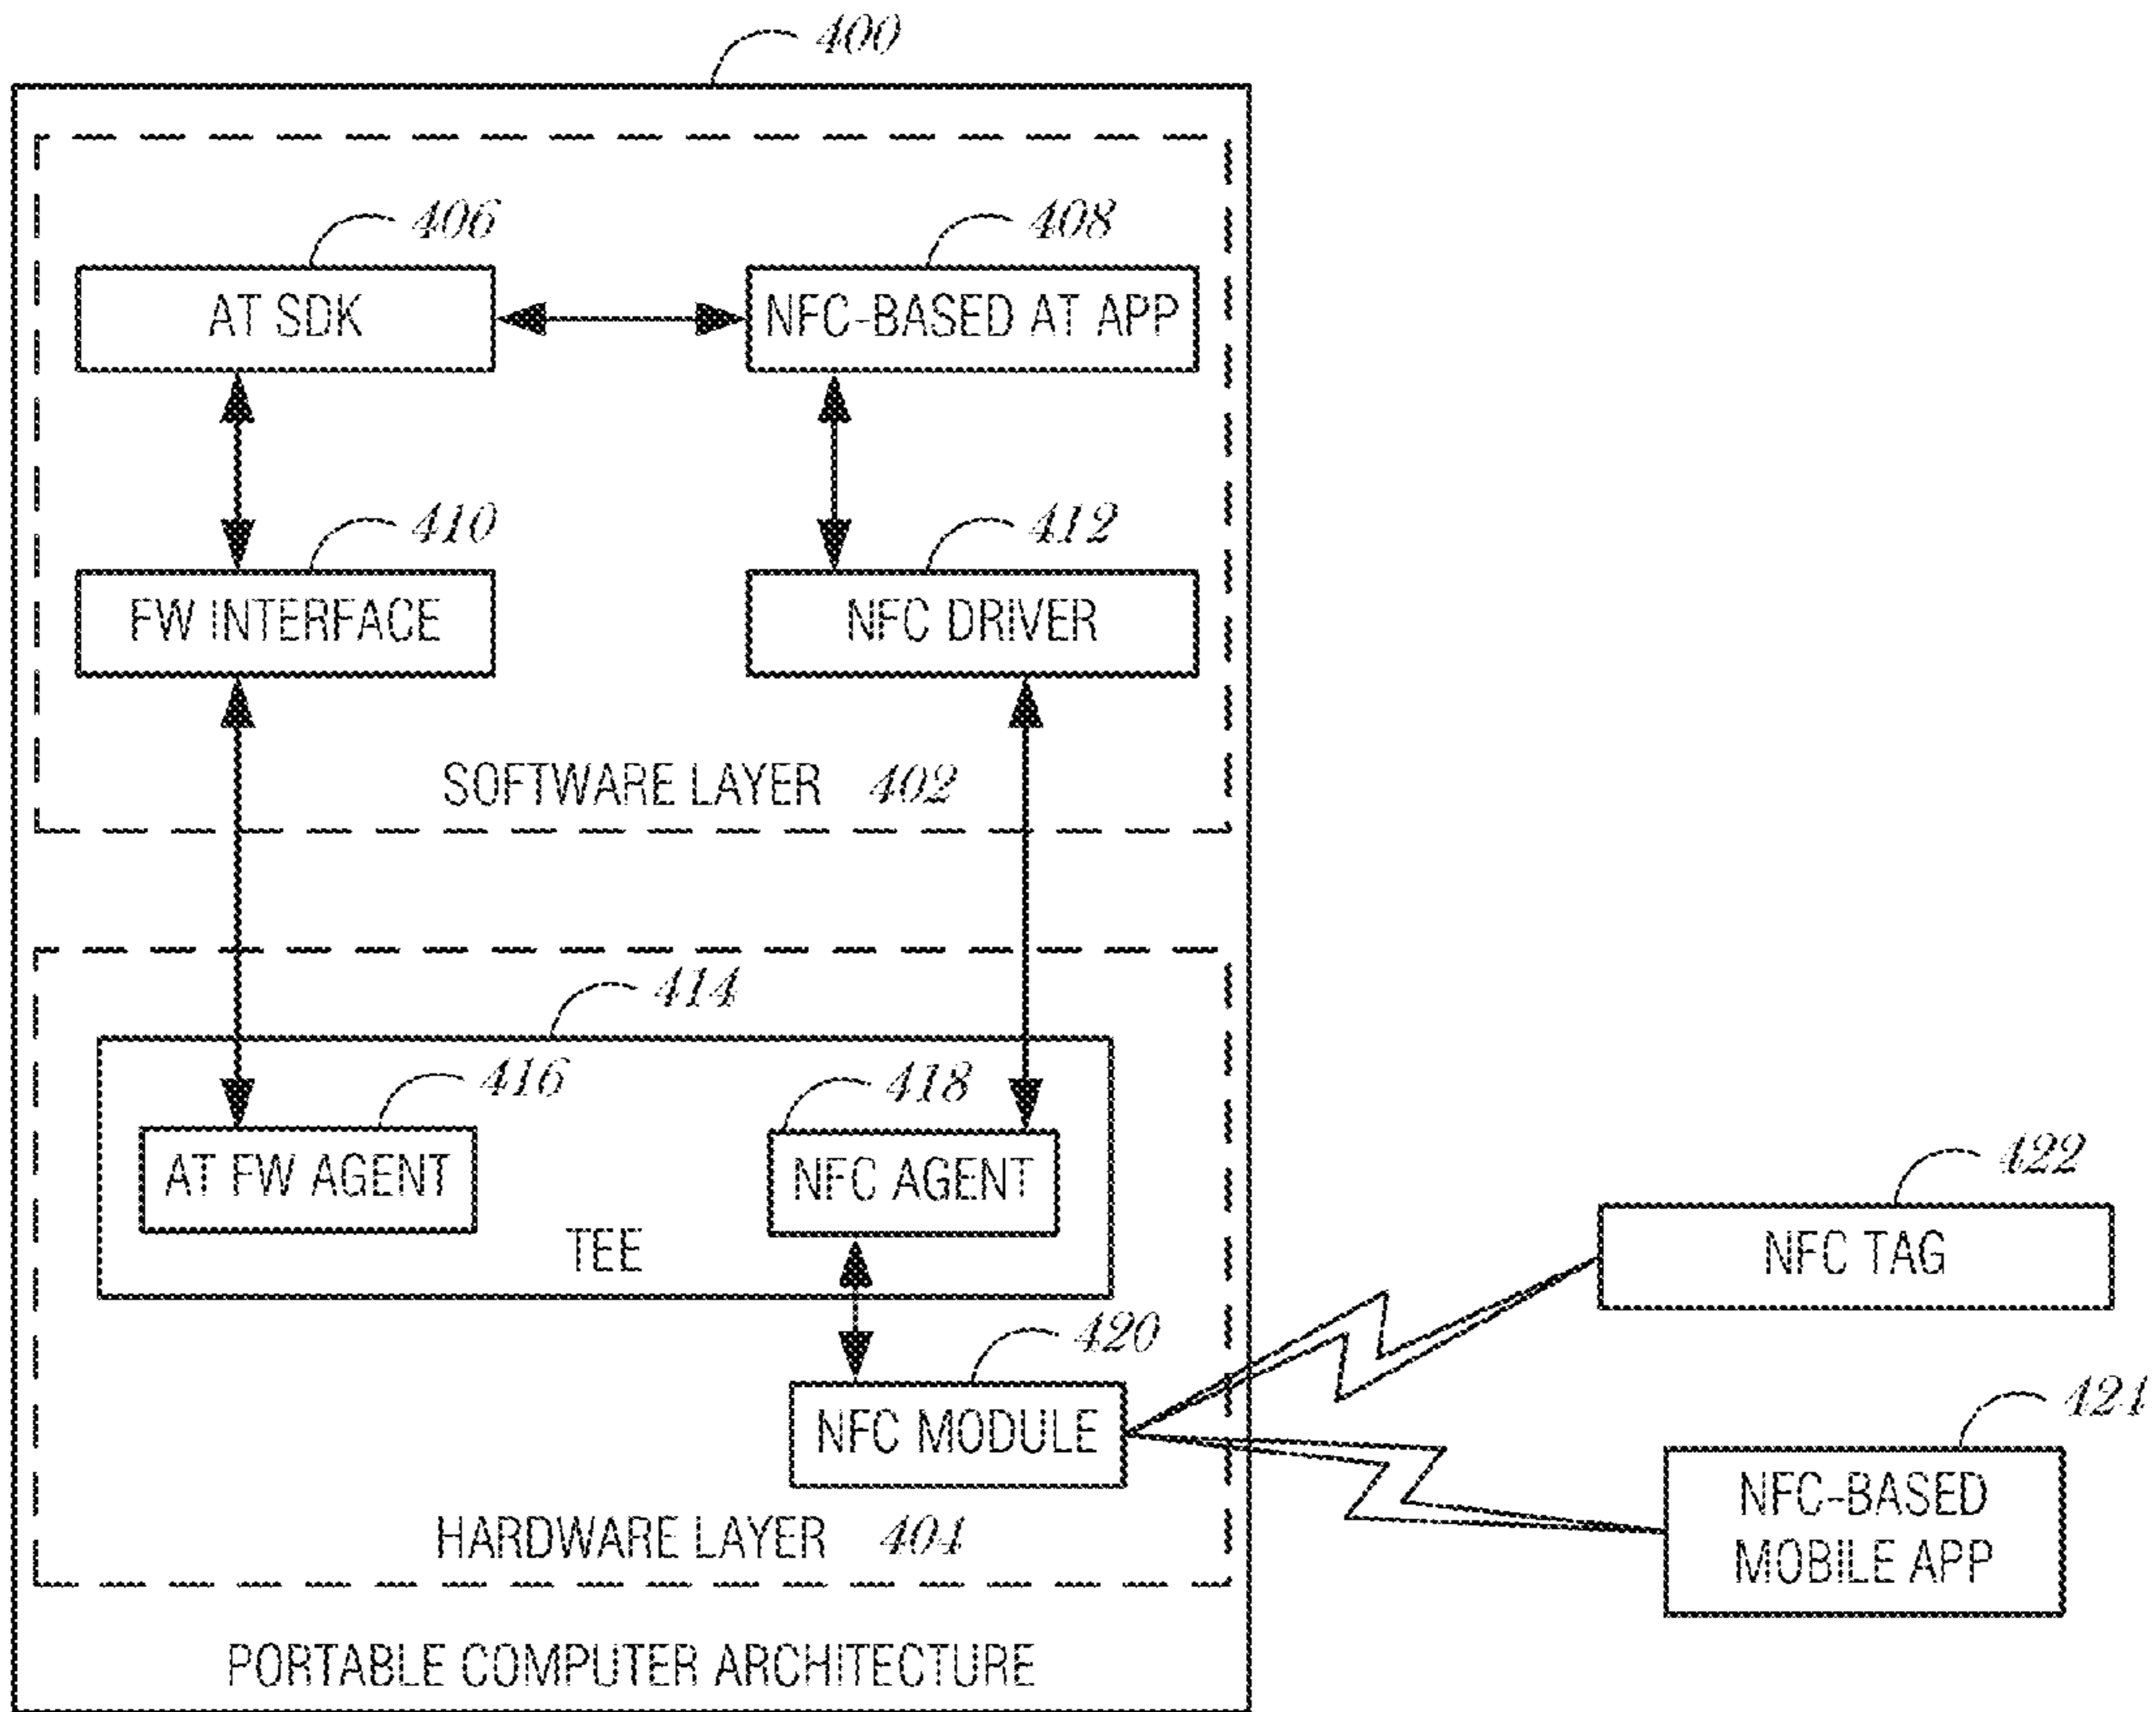 400
406
408
AT SDK
NFC-BASED AT APP
410
412
FW INTERFACE
NFC DRIVER
SOFTWARE LAYER 402
414
416
418
AT FW AGENT
NFC AGENT
TEE
422
NFC TAG
420
NFC MODULE
424
NFC-BASED
MOBILE APP
HARDWARE LAYER 404
PORTABLE COMPUTER ARCHITECTURE